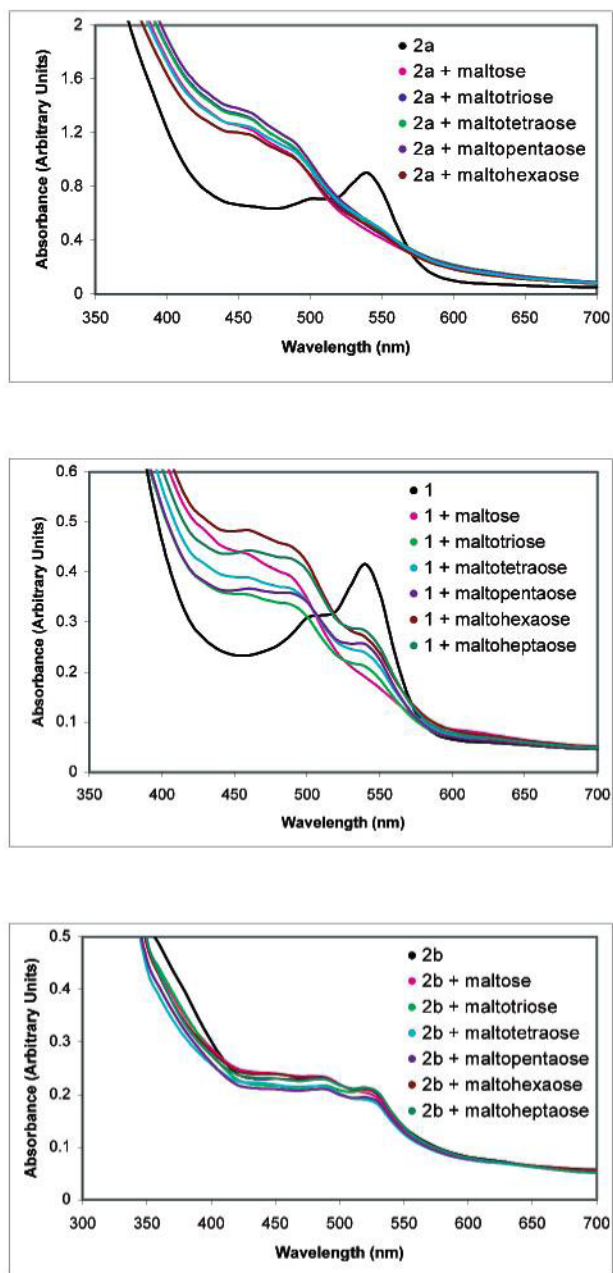 2
1.6
1.2
0.8
0.4
0
Absorbance (Arbitrary Units)
2a
2a + maltose
2a + maltotriose
2a + maltotetraose
2a + maltopentaose
2a + maltohexaose
350 400 450 500 550 600 650 700
Wavelength (nm)
0.6
0.5
0.4
0.3
0.2
0.1
0
Absorbance (Arbitrary Units)
1
1 + maltose
1 + maltotriose
1 + maltotetraose
1 + maltopentaose
1 + maltohexaose
1 + maltoheptaose
350 400 450 500 550 600 650 700
Wavelength (nm)
0.5
0.4
0.3
0.2
0.1
0
Absorbance (Arbitrary Units)
2b
2b + maltose
2b + maltotriose
2b + maltotetraose
2b + maltopentaose
2b + maltohexaose
2b + maltoheptaose
300 350 400 450 500 550 600 650 700
Wavelength (nm)